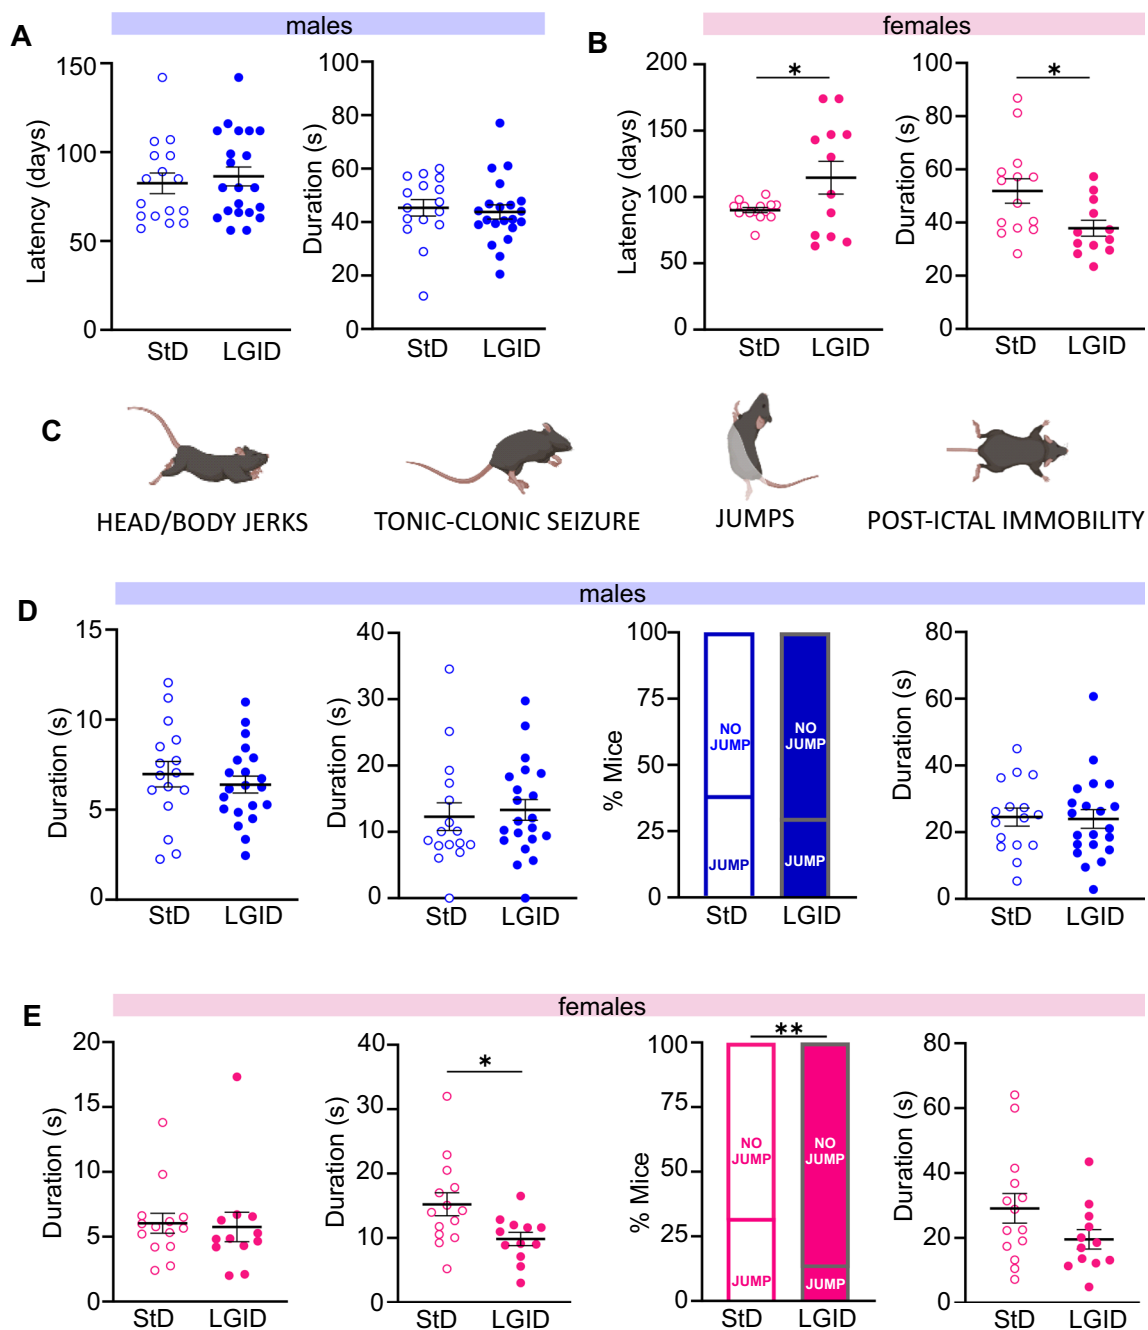 A
males
Latency (days)
150
100
50
0
StD
LGID
Duration (s)
100
80
60
40
20
0
StD
LGID
B
females
Latency (days)
200
150
100
50
0
*
StD
LGID
Duration (s)
100
80
60
40
20
0
*
StD
LGID
C
HEAD/BODY JERKS
TONIC-CLONIC SEIZURE
JUMPS
POST-ICTAL IMMOBILITY
D
males
Duration (s)
15
10
5
0
StD
LGID
Duration (s)
40
30
20
10
0
StD
LGID
% Mice
100
75
50
25
0
NO
JUMP
JUMP
NO
JUMP
JUMP
StD
LGID
Duration (s)
80
60
40
20
0
StD
LGID
E
females
Duration (s)
20
15
10
5
0
StD
LGID
Duration (s)
40
30
20
10
0
*
StD
LGID
% Mice
100
75
50
25
0
**
NO
JUMP
JUMP
NO
JUMP
JUMP
StD
LGID
Duration (s)
80
60
40
20
0
StD
LGID